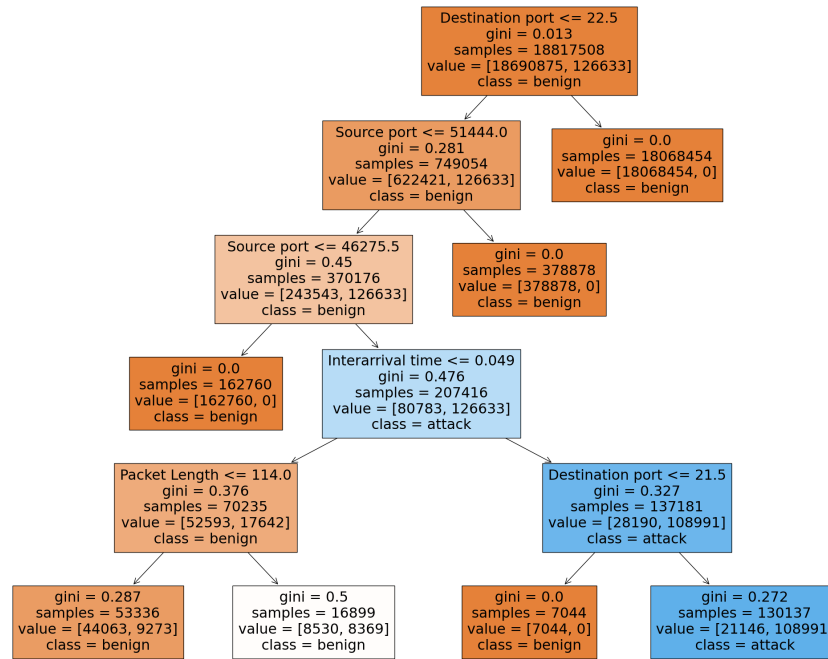 Destination port <= 22.5
gini = 0.013
samples = 18817508
value = [18690875, 126633]
class = benign
Source port <= 51444.0
gini = 0.281
samples = 749054
value = [622421, 126633]
class = benign
gini = 0.0
samples = 18068454
value = [18068454, 0]
class = benign
Source port <= 46275.5
gini = 0.45
samples = 370176
value = [243543, 126633]
class = benign
gini = 0.0
samples = 378878
value = [378878, 0]
class = benign
gini = 0.0
samples = 162760
value = [162760, 0]
class = benign
Interarrival time <= 0.049
gini = 0.476
samples = 207416
value = [80783, 126633]
class = attack
Packet Length <= 114.0
gini = 0.376
samples = 70235
value = [52593, 17642]
class = benign
Destination port <= 21.5
gini = 0.327
samples = 137181
value = [28190, 108991]
class = attack
gini = 0.287
samples = 53336
value = [44063, 9273]
class = benign
gini = 0.5
samples = 16899
value = [8530, 8369]
class = benign
gini = 0.0
samples = 7044
value = [7044, 0]
class = benign
gini = 0.272
samples = 130137
value = [21146, 108991]
class = attack